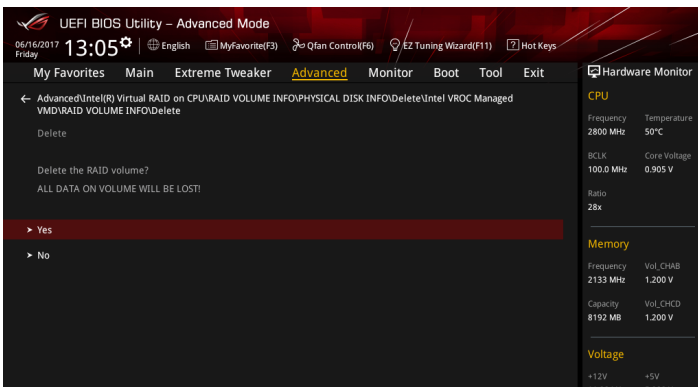 UEFI BIOS Utility – Advanced Mode
06/16/2017 Friday 13:05 English MyFavorite(F3) Qfan Control(F6) EZ Tuning Wizard(F11) ? Hot Keys
My Favorites Main Extreme Tweaker Advanced Monitor Boot Tool Exit
← Advanced\Intel(R) Virtual RAID on CPU\RAID VOLUME INFO\PHYSICAL DISK INFO\Delete\Intel VROC Managed
VMD\RAID VOLUME INFO\Delete
Delete
Delete the RAID volume?
ALL DATA ON VOLUME WILL BE LOST!
➤ Yes
➤ No
Hardware Monitor
CPU
Frequency Temperature
2800 MHz 50°C
BCLK Core Voltage
100.0 MHz 0.905 V
Ratio
28x
Memory
Frequency Vol_CHAB
2133 MHz 1.200 V
Capacity Vol_CHCD
8192 MB 1.200 V
Voltage
+12V +5V